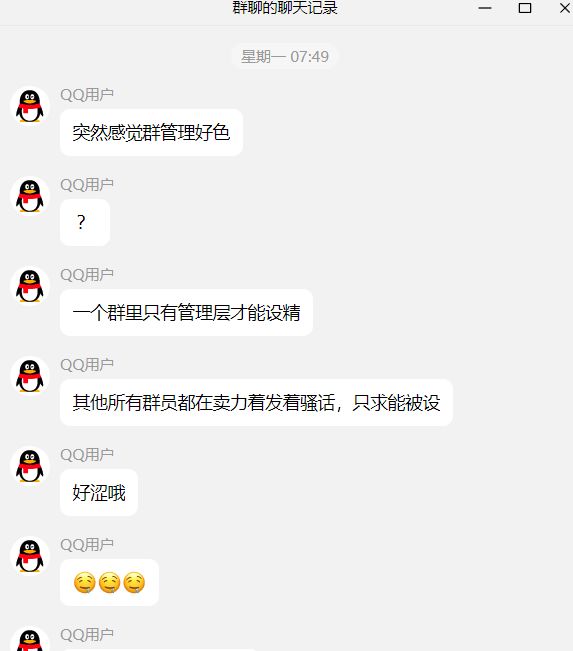 群聊的聊天记录
星期一 07:49
QQ用户
突然感觉群管理好色
QQ用户
？
QQ用户
一个群里只有管理层才能设精
QQ用户
其他所有群员都在卖力着发着骚话，只求能被设
QQ用户
好涩哦
QQ用户
🤤🤤🤤
QQ用户